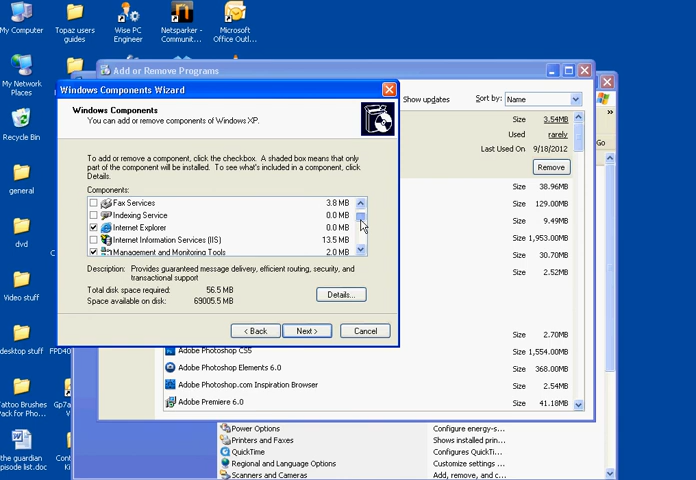 My Computer
Topaz users
guides
Wise PC
Engineer
Netsparker -
Communit...
Microsoft
Office Outl...
My Network
Places
Recycle Bin
general
dvd
Video stuff
desktop stuff
FPD40
Tattoo Brushes
Pack for Pho...
Gp7a
V
the guardian
episode list.doc
Cont
Ki
Add or Remove Programs
Show updates
Sort by:
Name
Size
3.54MB
Used
rarely
Last Used On
9/18/2012
Remove
Size
38.96MB
Size
129.00MB
Size
9.49MB
Size
1,953.00MB
Size
30.70MB
Size
2.52MB
Size
2.70MB
Adobe Photoshop CS5
Size
1,554.00MB
Adobe Photoshop Elements 6.0
Size
368.00MB
Adobe Photoshop.com Inspiration Browser
Size
2.54MB
Adobe Premiere 6.0
Size
41.18MB
Go
Windows Components Wizard
Windows Components
You can add or remove components of Windows XP.
To add or remove a component, click the checkbox. A shaded box means that only
part of the component will be installed. To see what's included in a component, click
Details.
Components:
Fax Services
3.8 MB
Indexing Service
0.0 MB
Internet Explorer
0.0 MB
Internet Information Services (IIS)
13.5 MB
Management and Monitoring Tools
2.0 MB
Description: Provides guaranteed message delivery, efficient routing, security, and
transactional support
Total disk space required:
56.5 MB
Space available on disk:
69005.5 MB
Details...
< Back
Next >
Cancel
Power Options
Configure energy-s...
Printers and Faxes
Shows installed prin...
QuickTime
Configures QuickTi...
Regional and Language Options
Customize settings ...
Scanners and Cameras
Add, remove, and c...